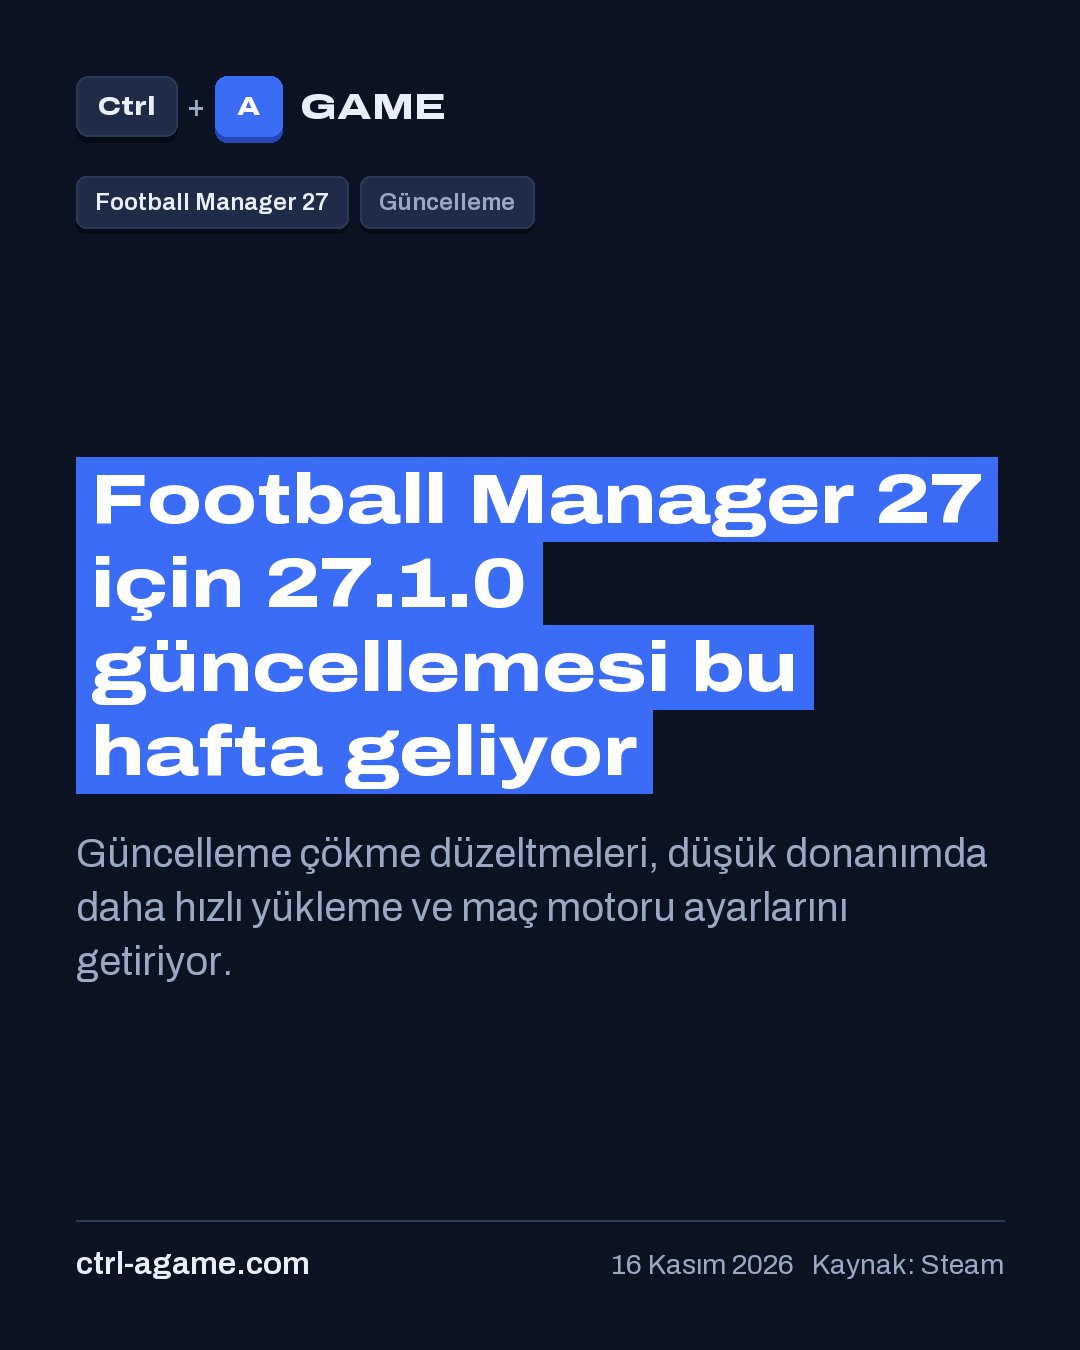 Ctrl + A GAME
Football Manager 27 Güncelleme
Football Manager 27
için 27.1.0
güncellemesi bu
hafta geliyor
Güncelleme çökme düzeltmeleri, düşük donanımda
daha hızlı yükleme ve maç motoru ayarlarını
getiriyor.
ctrl-agame.com 16 Kasım 2026 Kaynak: Steam